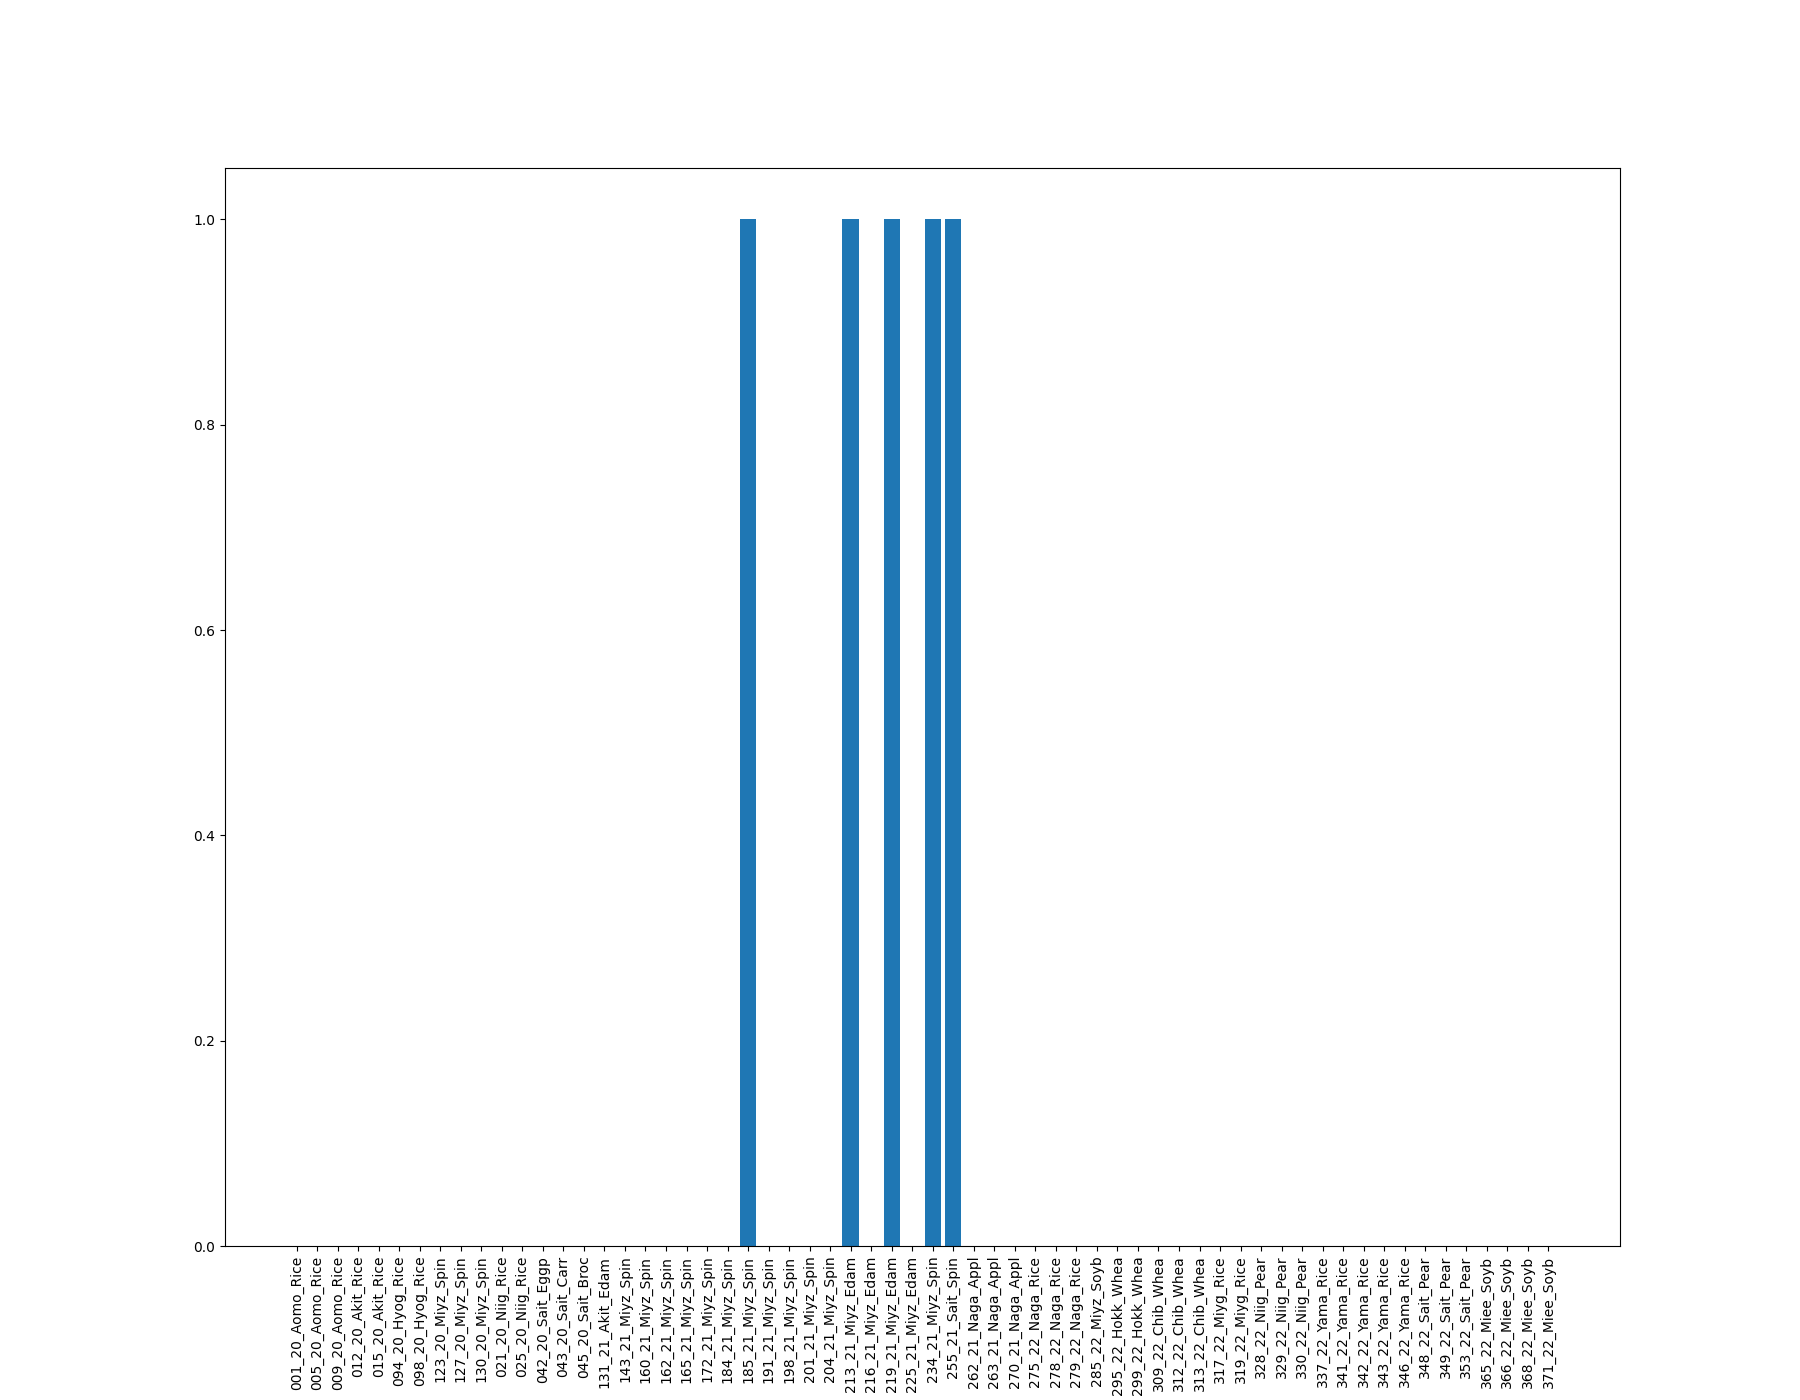 1.0
0.8
0.6
0.4
0.2
0.0
001_20_Aomo_Rice
005_20_Aomo_Rice
009_20_Aomo_Rice
012_20_Akit_Rice
015_20_Akit_Rice
094_20_Hyog_Rice
098_20_Hyog_Rice
123_20_Miyz_Spin
127_20_Miyz_Spin
130_20_Miyz_Spin
021_20_Niig_Rice
025_20_Niig_Rice
042_20_Sait_Eggp
043_20_Sait_Carr
045_20_Sait_Broc
131_21_Akit_Edam
143_21_Miyz_Spin
160_21_Miyz_Spin
162_21_Miyz_Spin
165_21_Miyz_Spin
172_21_Miyz_Spin
184_21_Miyz_Spin
185_21_Miyz_Spin
191_21_Miyz_Spin
198_21_Miyz_Spin
201_21_Miyz_Spin
204_21_Miyz_Spin
213_21_Miyz_Edam
216_21_Miyz_Edam
219_21_Miyz_Edam
225_21_Miyz_Edam
234_21_Miyz_Spin
255_21_Sait_Spin
262_21_Naga_Appl
263_21_Naga_Appl
270_21_Naga_Appl
275_22_Naga_Rice
278_22_Naga_Rice
279_22_Naga_Rice
285_22_Miyz_Soyb
295_22_Hokk_Whea
299_22_Hokk_Whea
309_22_Chib_Whea
312_22_Chib_Whea
313_22_Chib_Whea
317_22_Miyg_Rice
319_22_Miyg_Rice
328_22_Niig_Pear
329_22_Niig_Pear
330_22_Niig_Pear
337_22_Yama_Rice
341_22_Yama_Rice
342_22_Yama_Rice
343_22_Yama_Rice
346_22_Yama_Rice
348_22_Sait_Pear
349_22_Sait_Pear
353_22_Sait_Pear
365_22_Miee_Soyb
366_22_Miee_Soyb
368_22_Miee_Soyb
371_22_Miee_Soyb